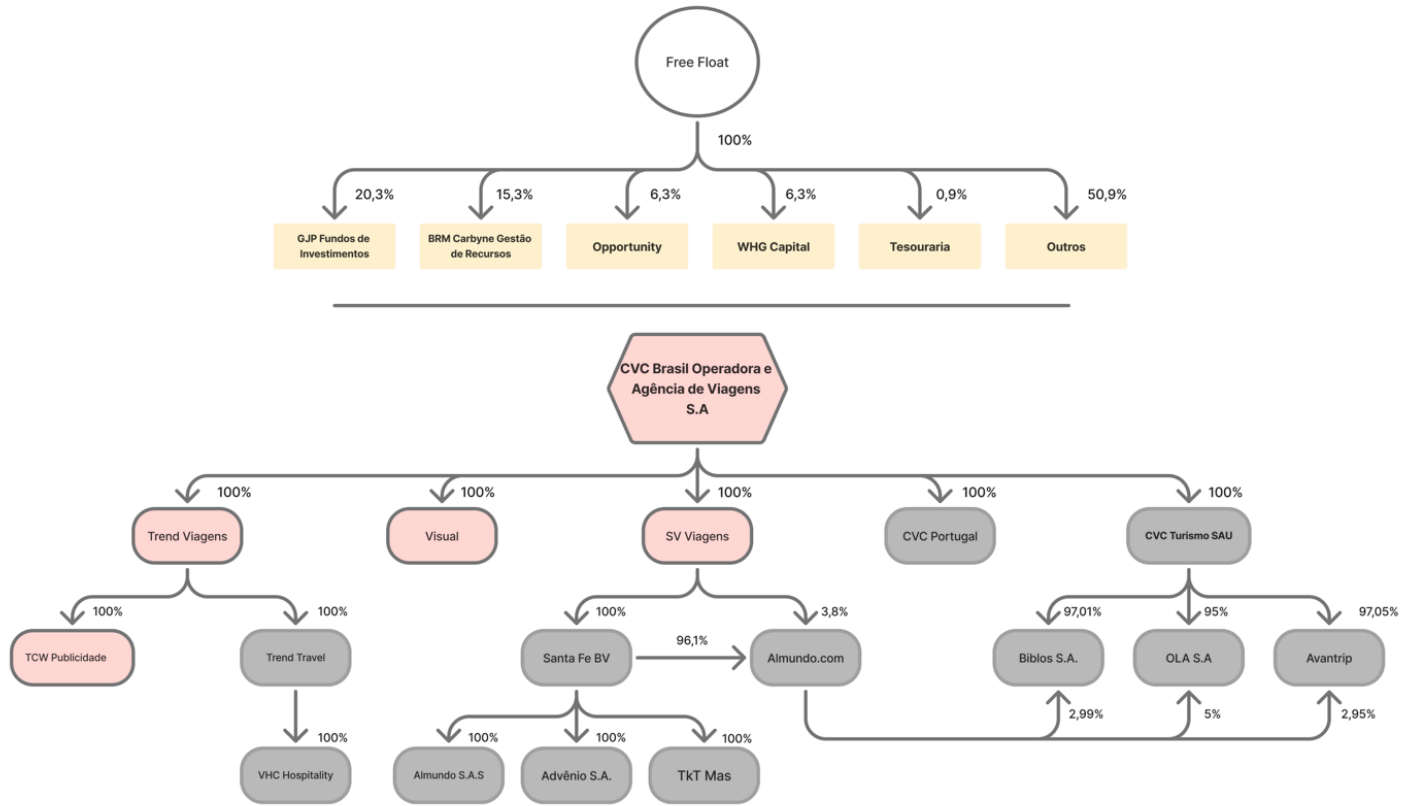 Free Float
100%
20,3%
15,3%
6,3%
6,3%
0,9%
50,9%
GJP Fundos de
Investimentos
BRM Carbyne Gestão
de Recursos
Opportunity
WHG Capital
Tesouraria
Outros
CVC Brasil Operadora e
Agência de Viagens
S.A
100%
100%
100%
100%
100%
Trend Viagens
Visual
SV Viagens
CVC Portugal
CVC Turismo SAU
100%
100%
100%
3,8%
97,01%
95%
97,05%
TCW Publicidade
Trend Travel
Santa Fe BV
96,1%
Almundo.com
Biblos S.A.
OLA S.A
Avantrip
2,99%
5%
2,95%
100%
100%
100%
100%
VHC Hospitality
Almundo S.A.S
Advênio S.A.
TkT Mas